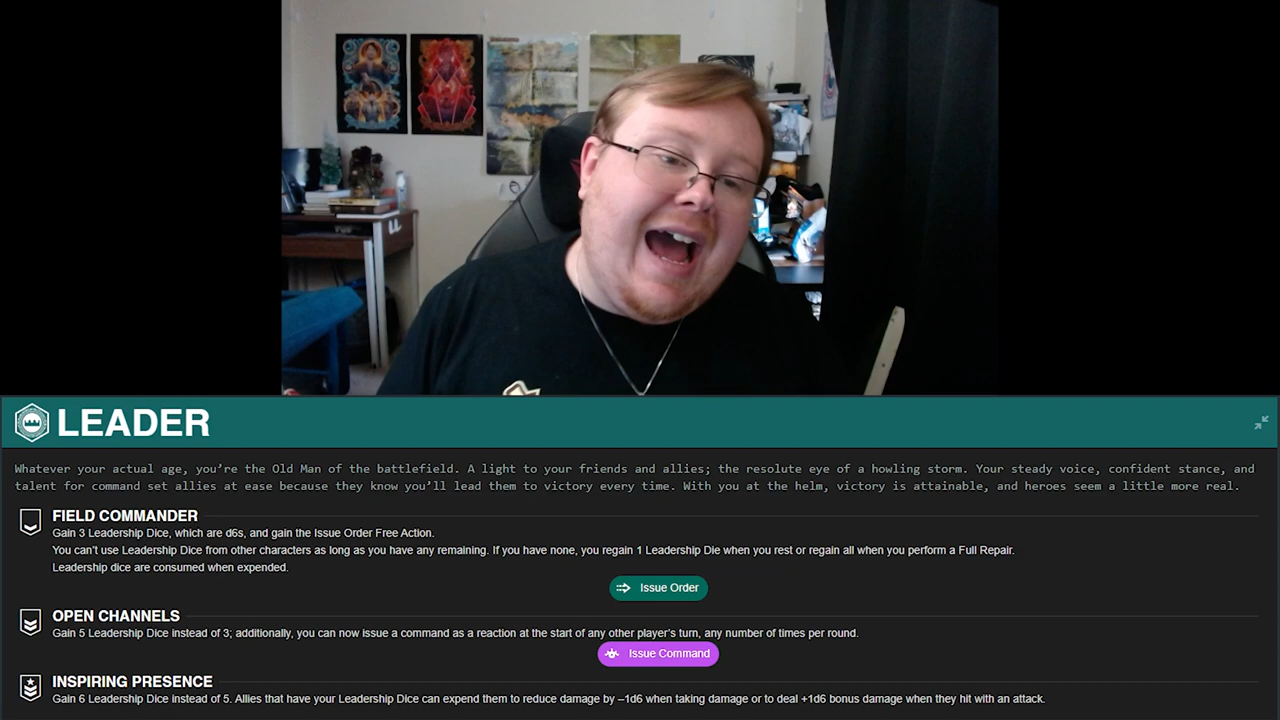 LEADER
Whatever your actual age, you’re the Old Man of the battlefield. A light to your friends and allies; the resolute eye of a howling storm. Your steady voice, confident stance, and
talent for command set allies at ease because they know you’ll lead them to victory every time. With you at the helm, victory is attainable, and heroes seem a little more real.
FIELD COMMANDER
Gain 3 Leadership Dice, which are d6s, and gain the Issue Order Free Action.
You can’t use Leadership Dice from other characters as long as you have any remaining. If you have none, you regain 1 Leadership Die when you rest or regain all when you perform a Full Repair.
Leadership dice are consumed when expended.
Issue Order
OPEN CHANNELS
Gain 5 Leadership Dice instead of 3; additionally, you can now issue a command as a reaction at the start of any other player’s turn, any number of times per round.
Issue Command
INSPIRING PRESENCE
Gain 6 Leadership Dice instead of 5. Allies that have your Leadership Dice can expend them to reduce damage by –1d6 when taking damage or to deal +1d6 bonus damage when they hit with an attack.